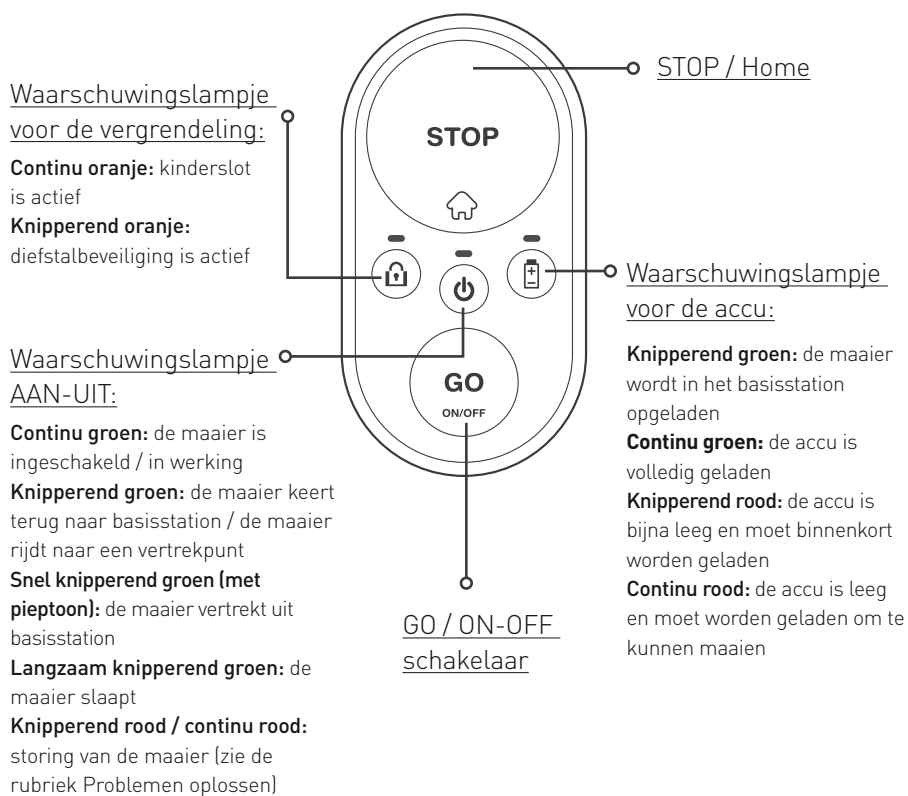 STOP / Home
Waarschuwingslampje
voor de vergrendeling:
Continu oranje: kinderslot
is actief
Knipperend oranje:
diefstalbeveiliging is actief
STOP
Waarschuwingslampje
voor de accu:
Knipperend groen: de maaier
wordt in het basisstation
opgeladen
Continu groen: de accu is
volledig geladen
Knipperend rood: de accu is
bijna leeg en moet binnenkort
worden geladen
Continu rood: de accu is leeg
en moet worden geladen om te
kunnen maaien
Waarschuwingslampje
AAN-UIT:
Continu groen: de maaier is
ingeschakeld / in werking
Knipperend groen: de maaier keert
terug naar basisstation / de maaier
rijdt naar een vertrekpunt
Snel knipperend groen (met
pieptoon): de maaier vertrekt uit
basisstation
Langzaam knipperend groen: de
maaier slaapt
Knipperend rood / continu rood:
storing van de maaier (zie de
rubriek Problemen oplossen)
GO
ON/OFF
GO / ON-OFF
schakelaar